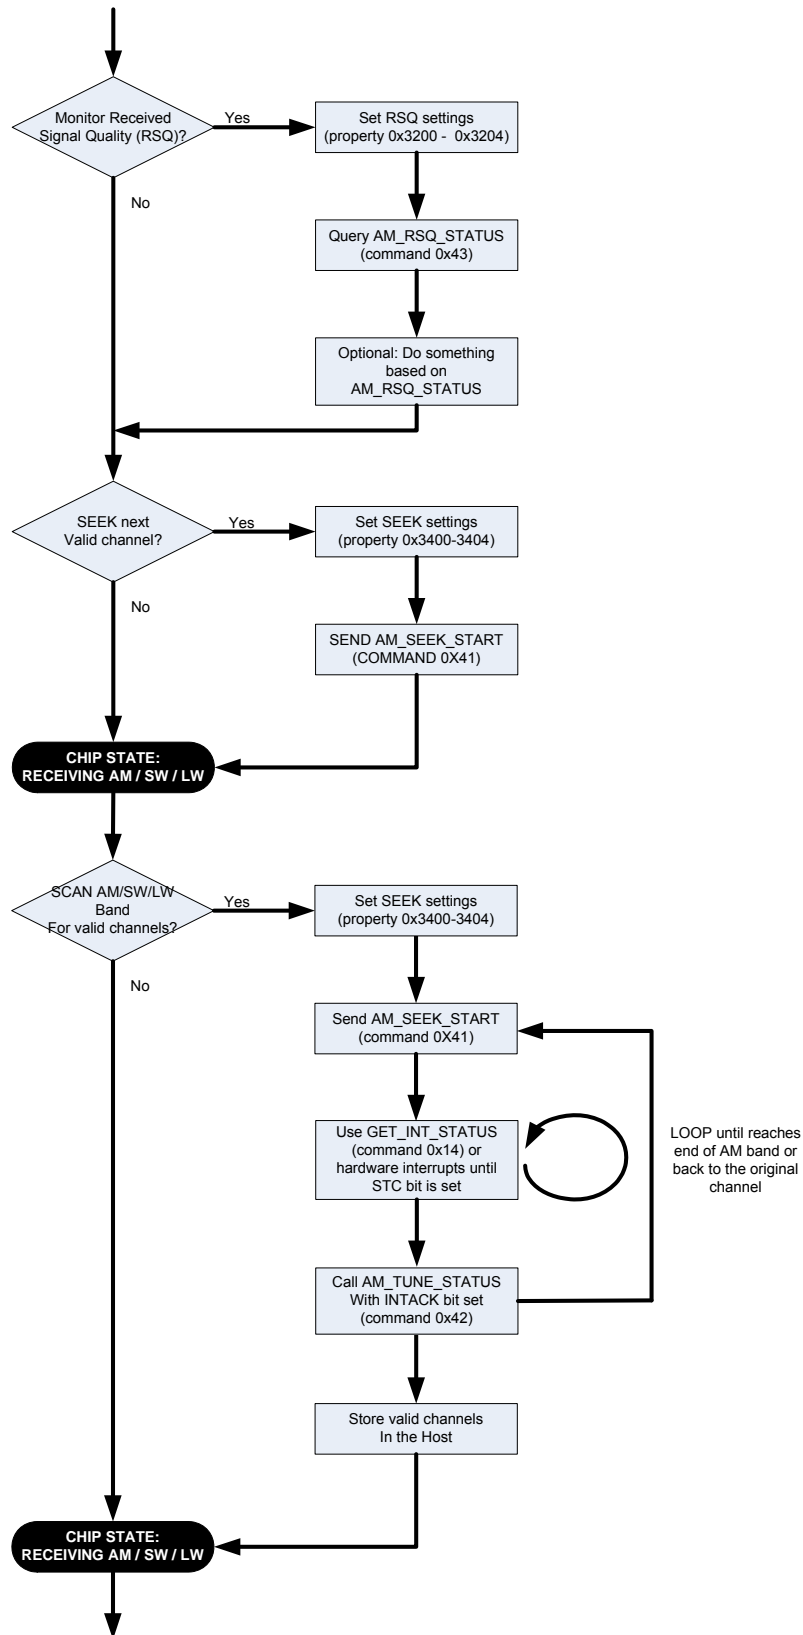 Monitor Received
Signal Quality (RSQ)?
Yes
Set RSQ settings
(property 0x3200 - 0x3204)
No
Query AM_RSQ_STATUS
(command 0x43)
Optional: Do something
based on
AM_RSQ_STATUS
SEEK next
Valid channel?
Yes
Set SEEK settings
(property 0x3400-3404)
No
SEND AM_SEEK_START
(COMMAND 0X41)
CHIP STATE:
RECEIVING AM / SW / LW
SCAN AM/SW/LW
Band
For valid channels?
Yes
Set SEEK settings
(property 0x3400-3404)
No
Send AM_SEEK_START
(command 0X41)
Use GET_INT_STATUS
(command 0x14) or
hardware interrupts until
STC bit is set
LOOP until reaches
end of AM band or
back to the original
channel
Call AM_TUNE_STATUS
With INTACK bit set
(command 0x42)
Store valid channels
In the Host
CHIP STATE:
RECEIVING AM / SW / LW